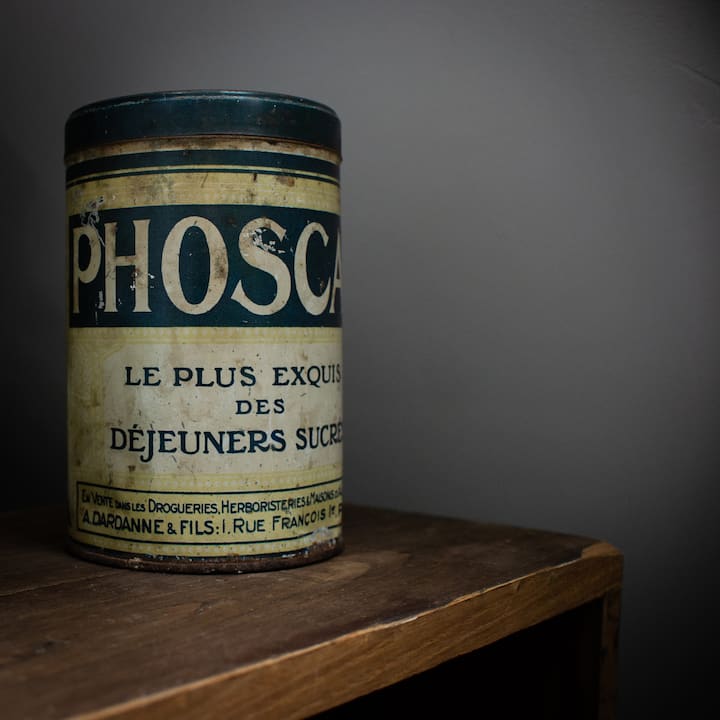 PHOSCA
LE PLUS EXQUIS
DES
DÉJEUNERS SUCRÉ
EN VENTE DANS LES DROGUERIES, HERBORISTERIES & MAISONS
A. DARDANNE & FILS: 1, RUE FRANÇOIS 1ER